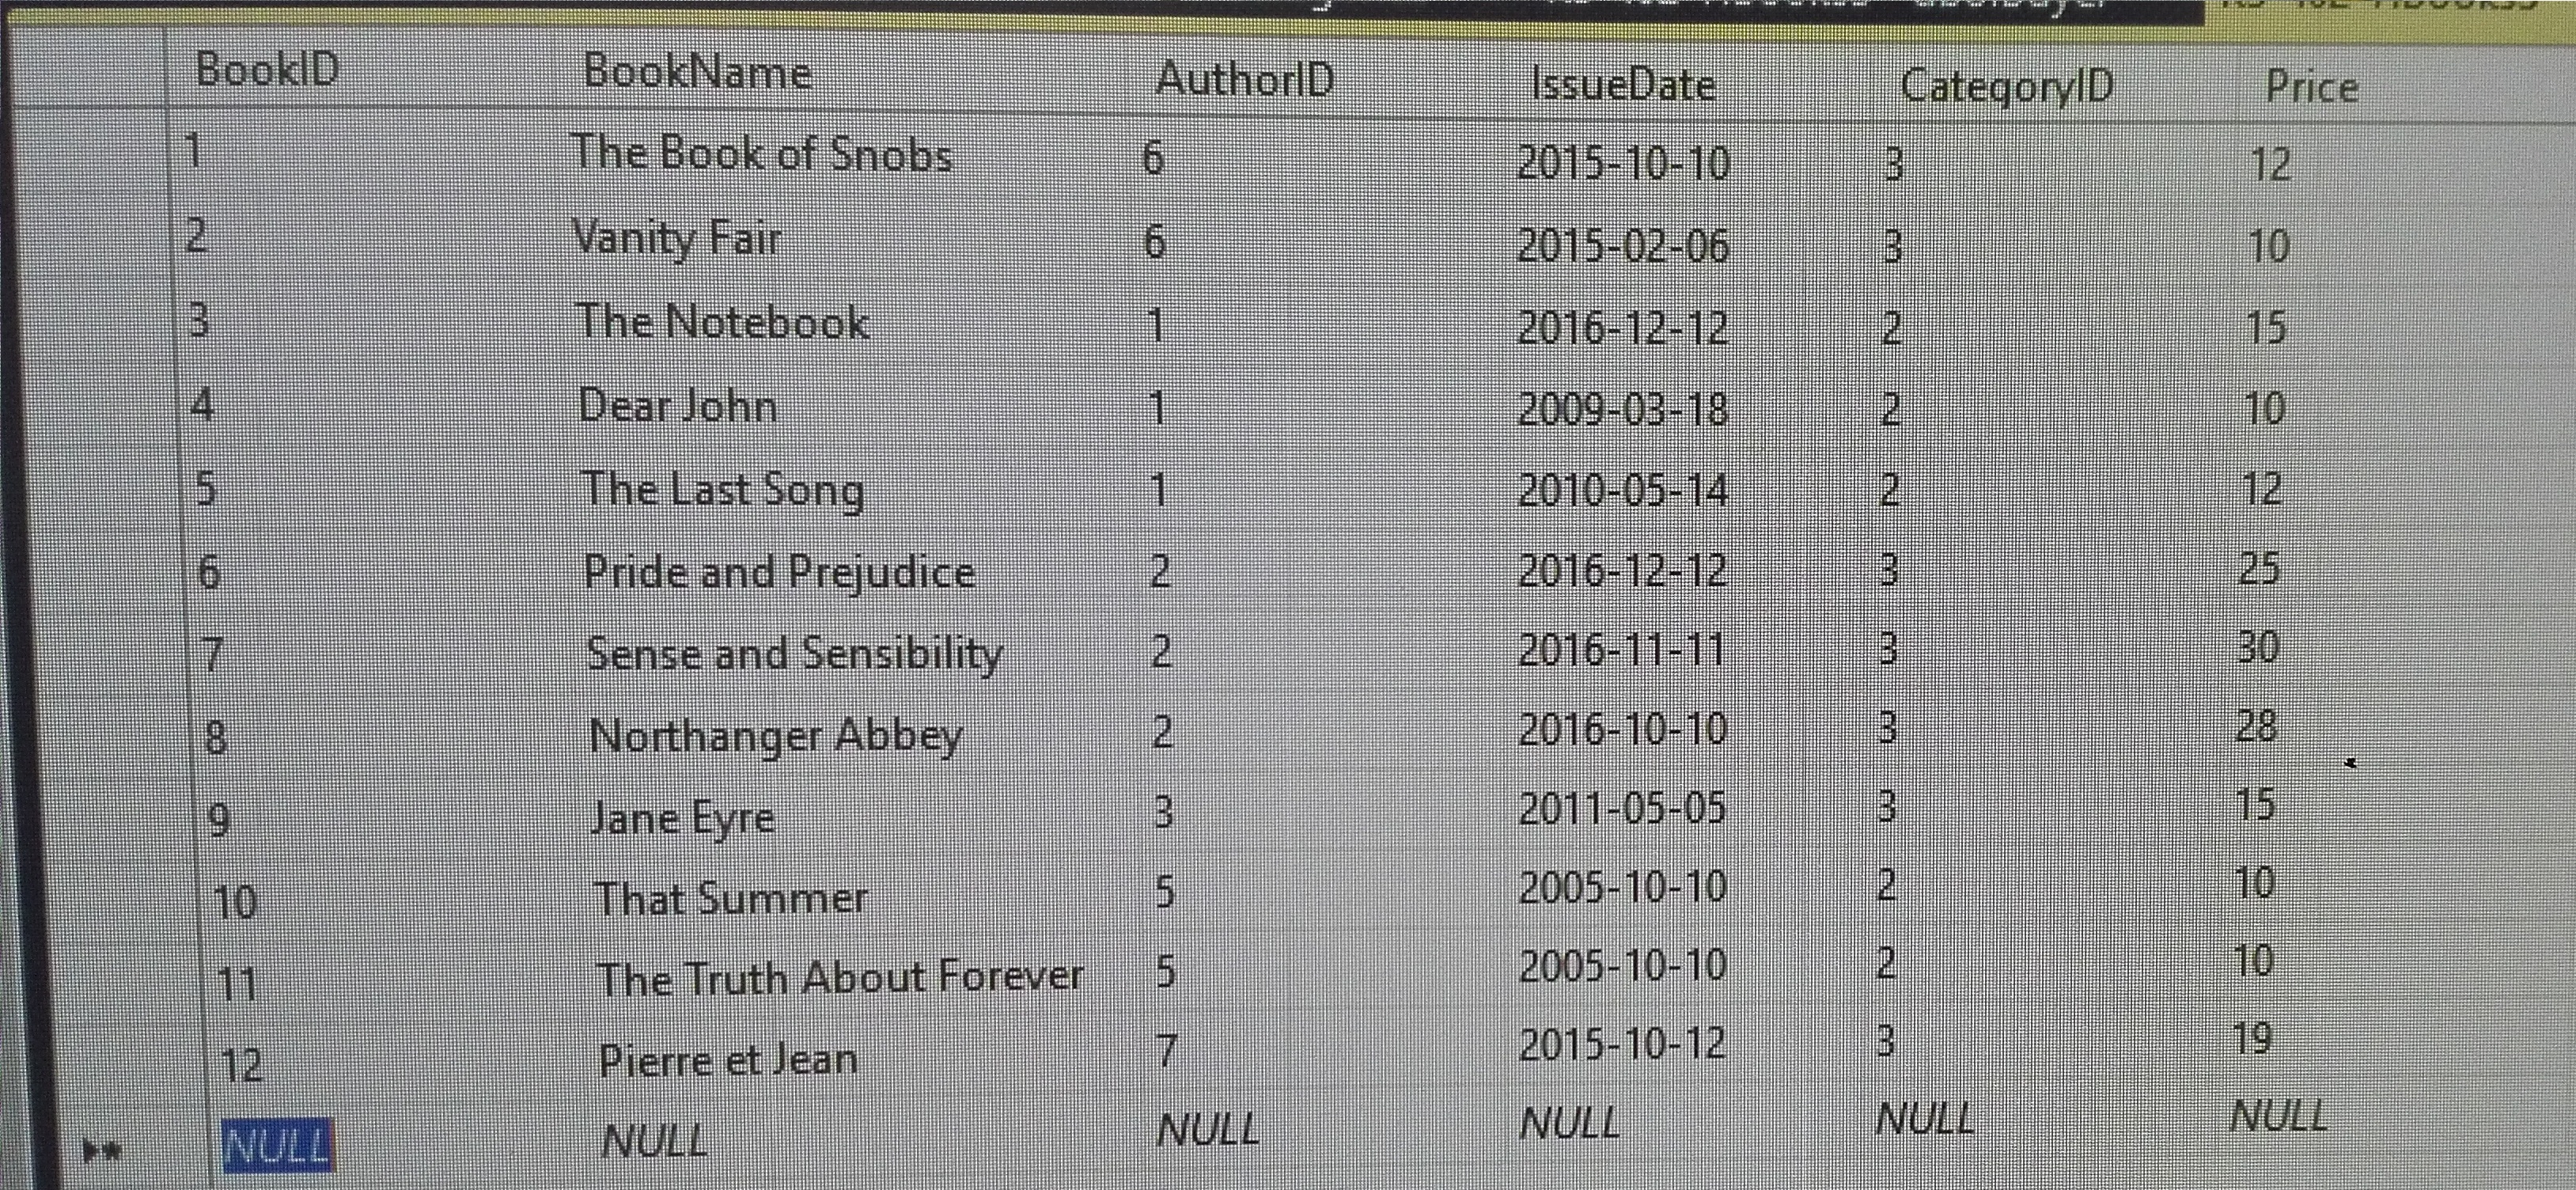 BookID BookName AuthorID IssueDate CategoryID Price
1 The Book of Snobs 6 2015-10-10 3 12
2 Vanity Fair 6 2015-02-06 3 10
3 The Notebook 1 2016-12-12 2 15
4 Dear John 1 2009-03-18 2 10
5 The Last Song 1 2010-05-14 2 12
6 Pride and Prejudice 2 2016-12-12 3 25
7 Sense and Sensibility 2 2016-11-11 3 30
8 Northanger Abbey 2 2016-10-10 3 28
9 Jane Eyre 3 2011-05-05 3 15
10 That Summer 5 2005-10-10 2 10
11 The Truth About Forever 5 2005-10-10 2 10
12 Pierre et Jean 7 2015-10-12 3 19
NULL NULL NULL NULL NULL NULL